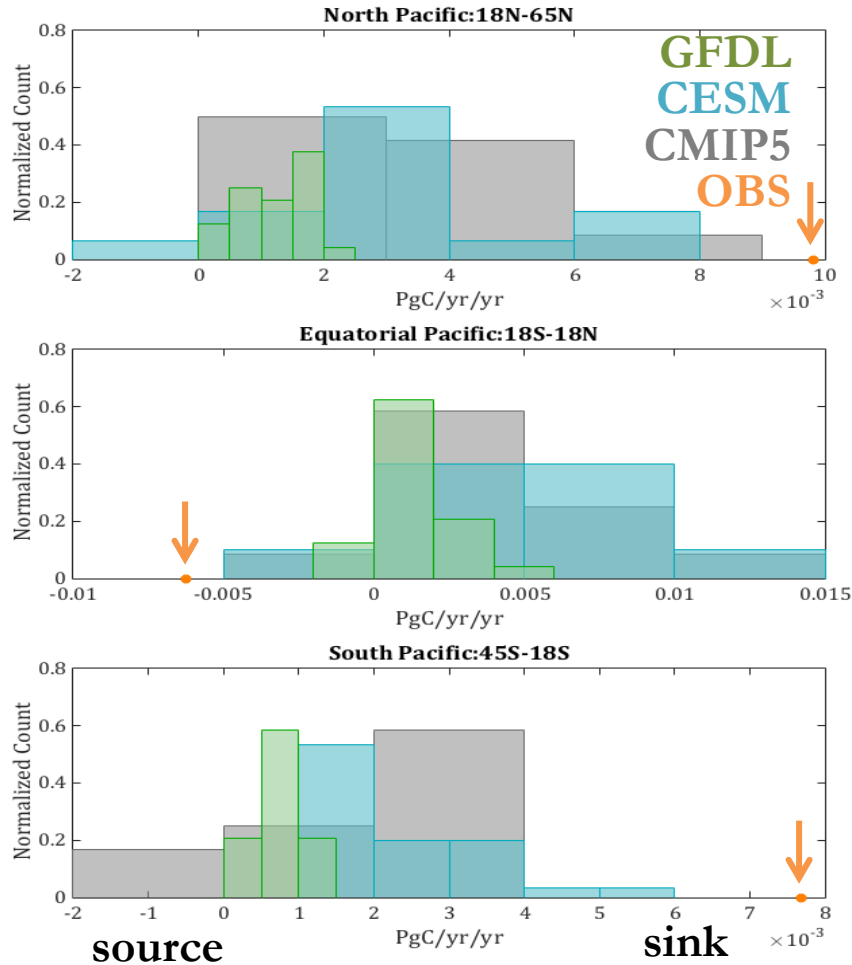 North Pacific:18N-65N
GFDL
CESM
CMIP5
OBS
Normalized Count
0.8
0.6
0.4
0.2
0
-2 0 2 4 6 8 10
PgC/yr/yr
×10⁻³
Equatorial Pacific:18S-18N
Normalized Count
0.8
0.6
0.4
0.2
0
-0.01 -0.005 0 0.005 0.01 0.015
PgC/yr/yr
South Pacific:45S-18S
Normalized Count
0.8
0.6
0.4
0.2
0
-2 -1 0 1 2 3 4 5 6 7 8
PgC/yr/yr
×10⁻³
source
sink